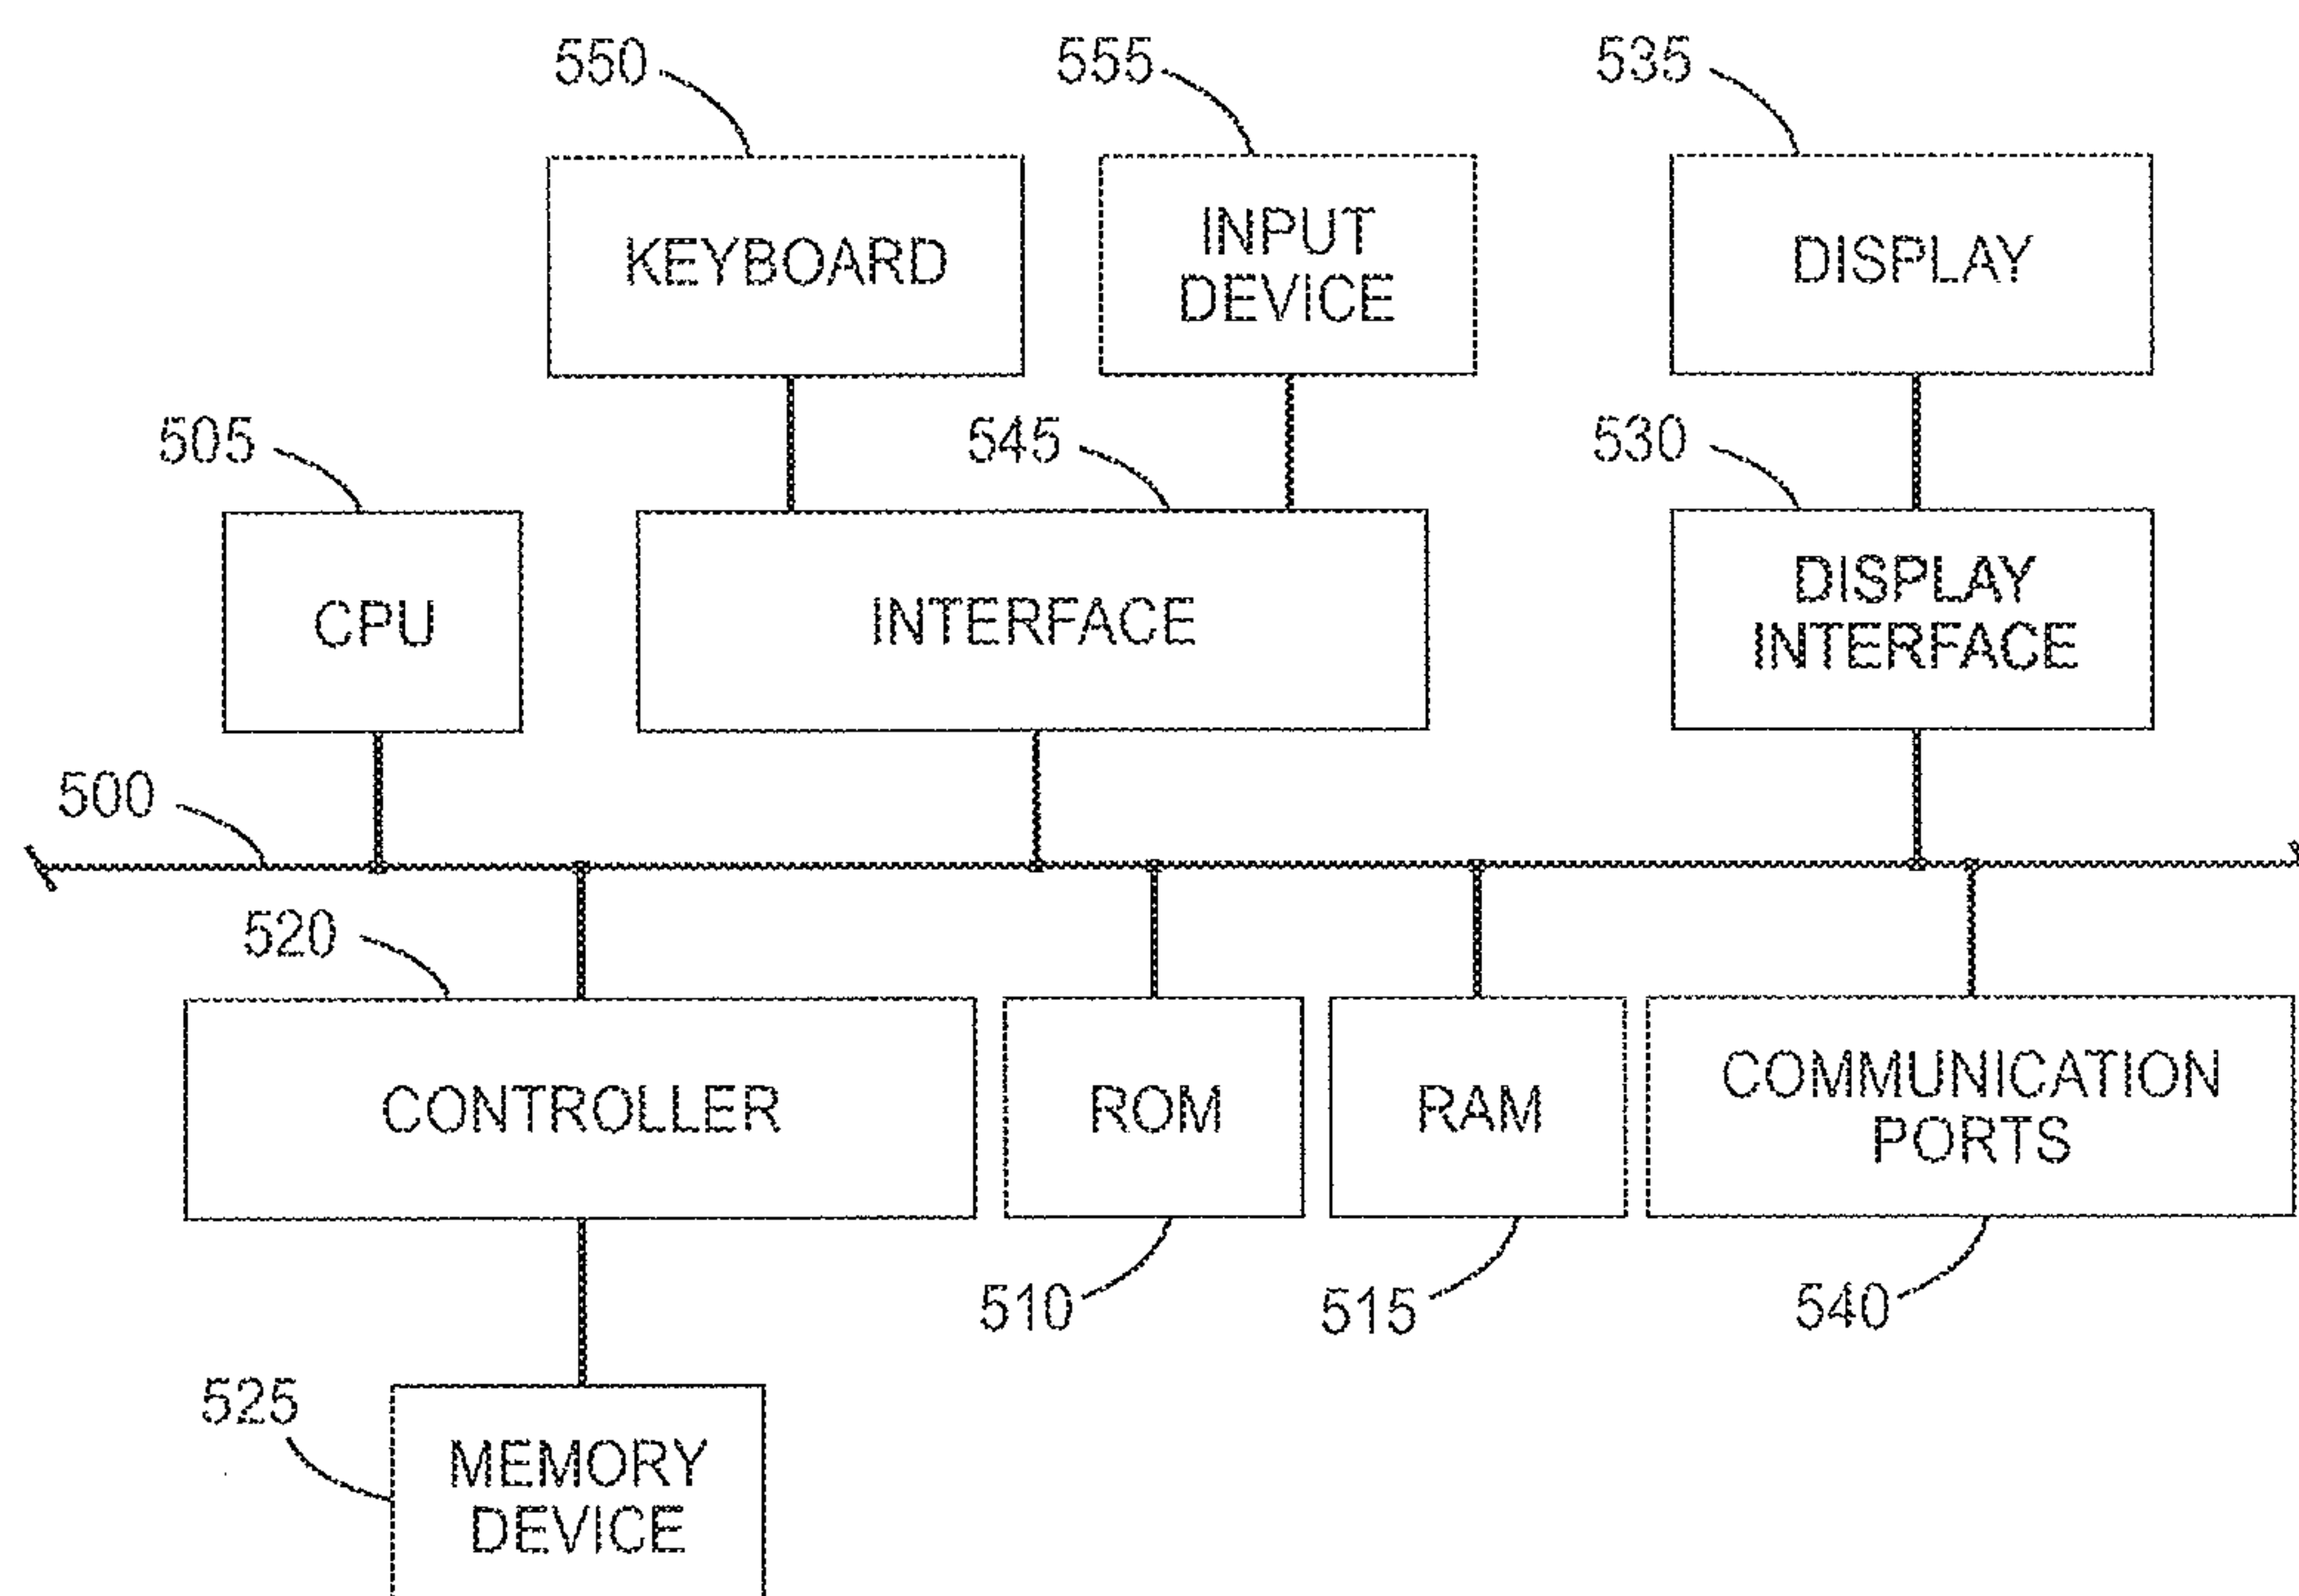 550
555
535
KEYBOARD
INPUT
DEVICE
DISPLAY
505
545
530
CPU
INTERFACE
DISPLAY
INTERFACE
500
520
CONTROLLER
ROM
RAM
COMMUNICATION
PORTS
510
515
540
525
MEMORY
DEVICE